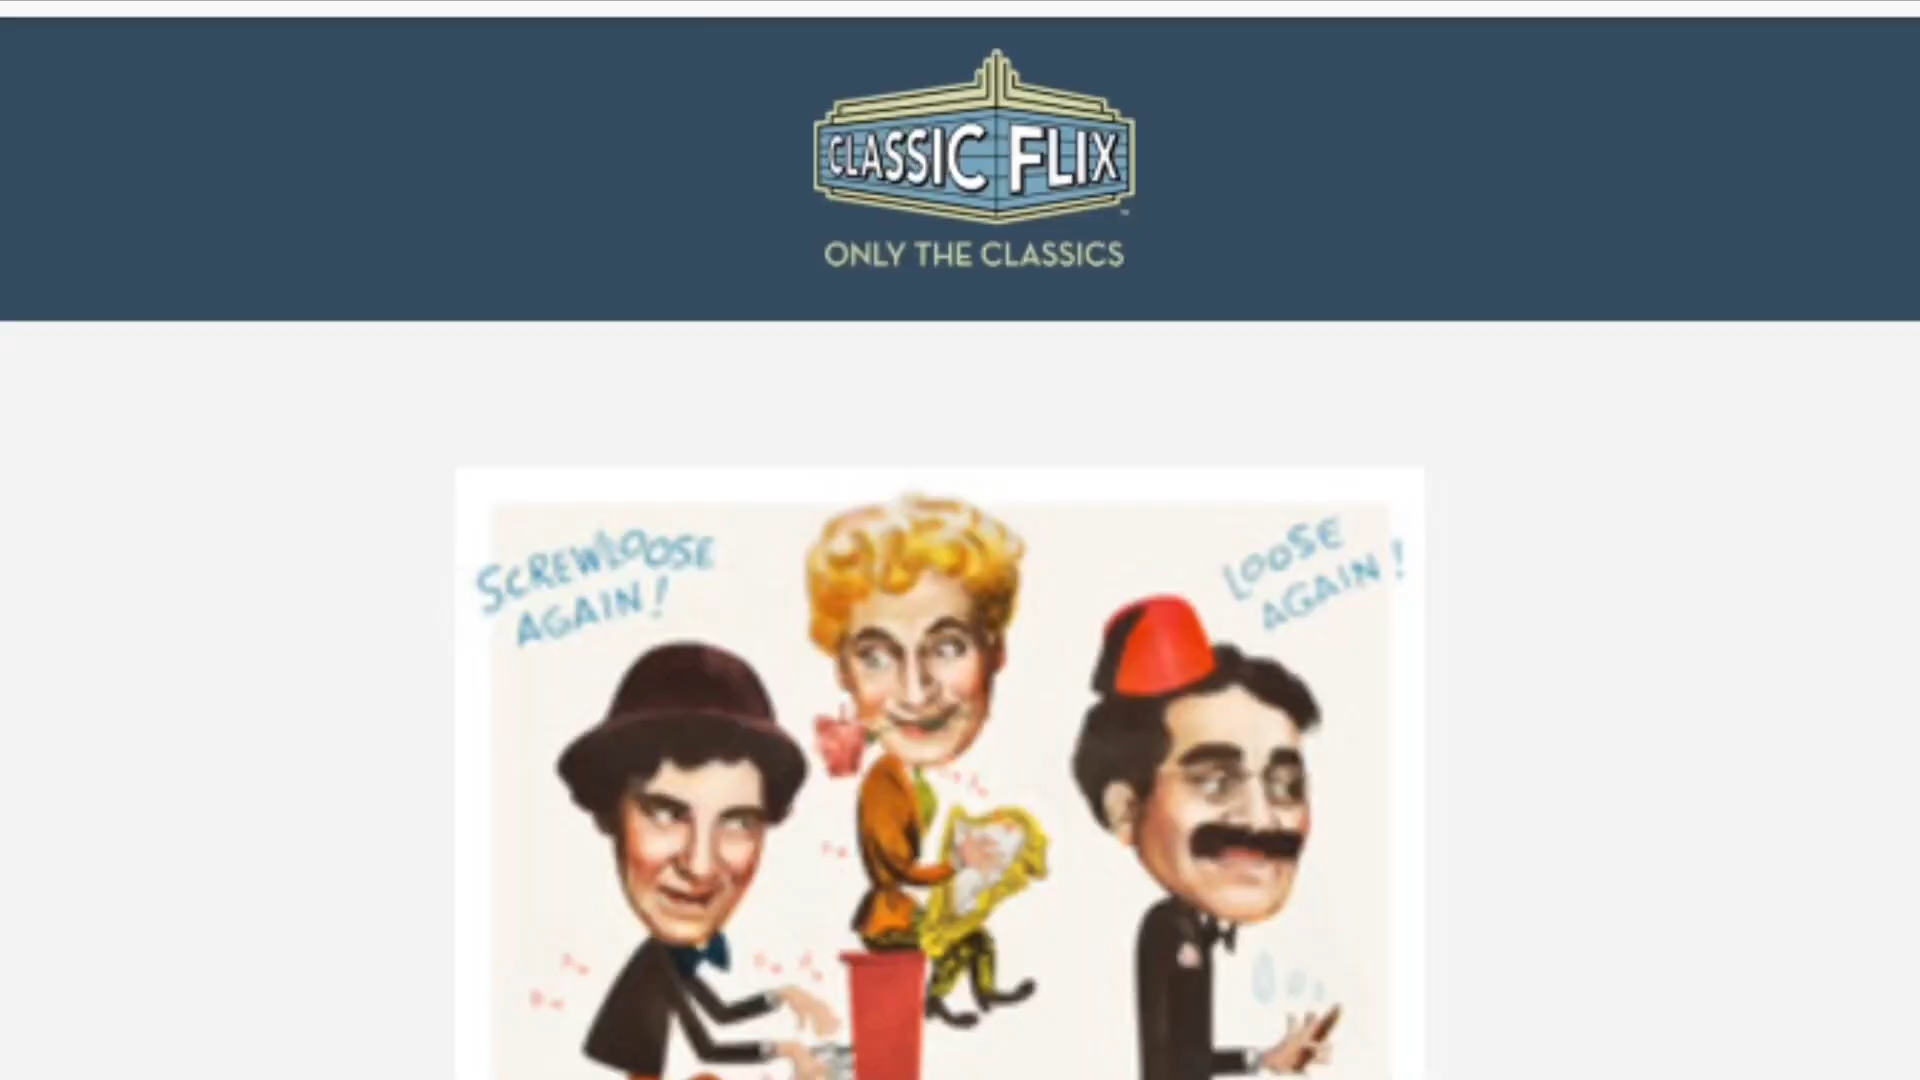 CLASSIC FLIX
ONLY THE CLASSICS
SCREWLOOSE
AGAIN!
LOOSE
AGAIN!